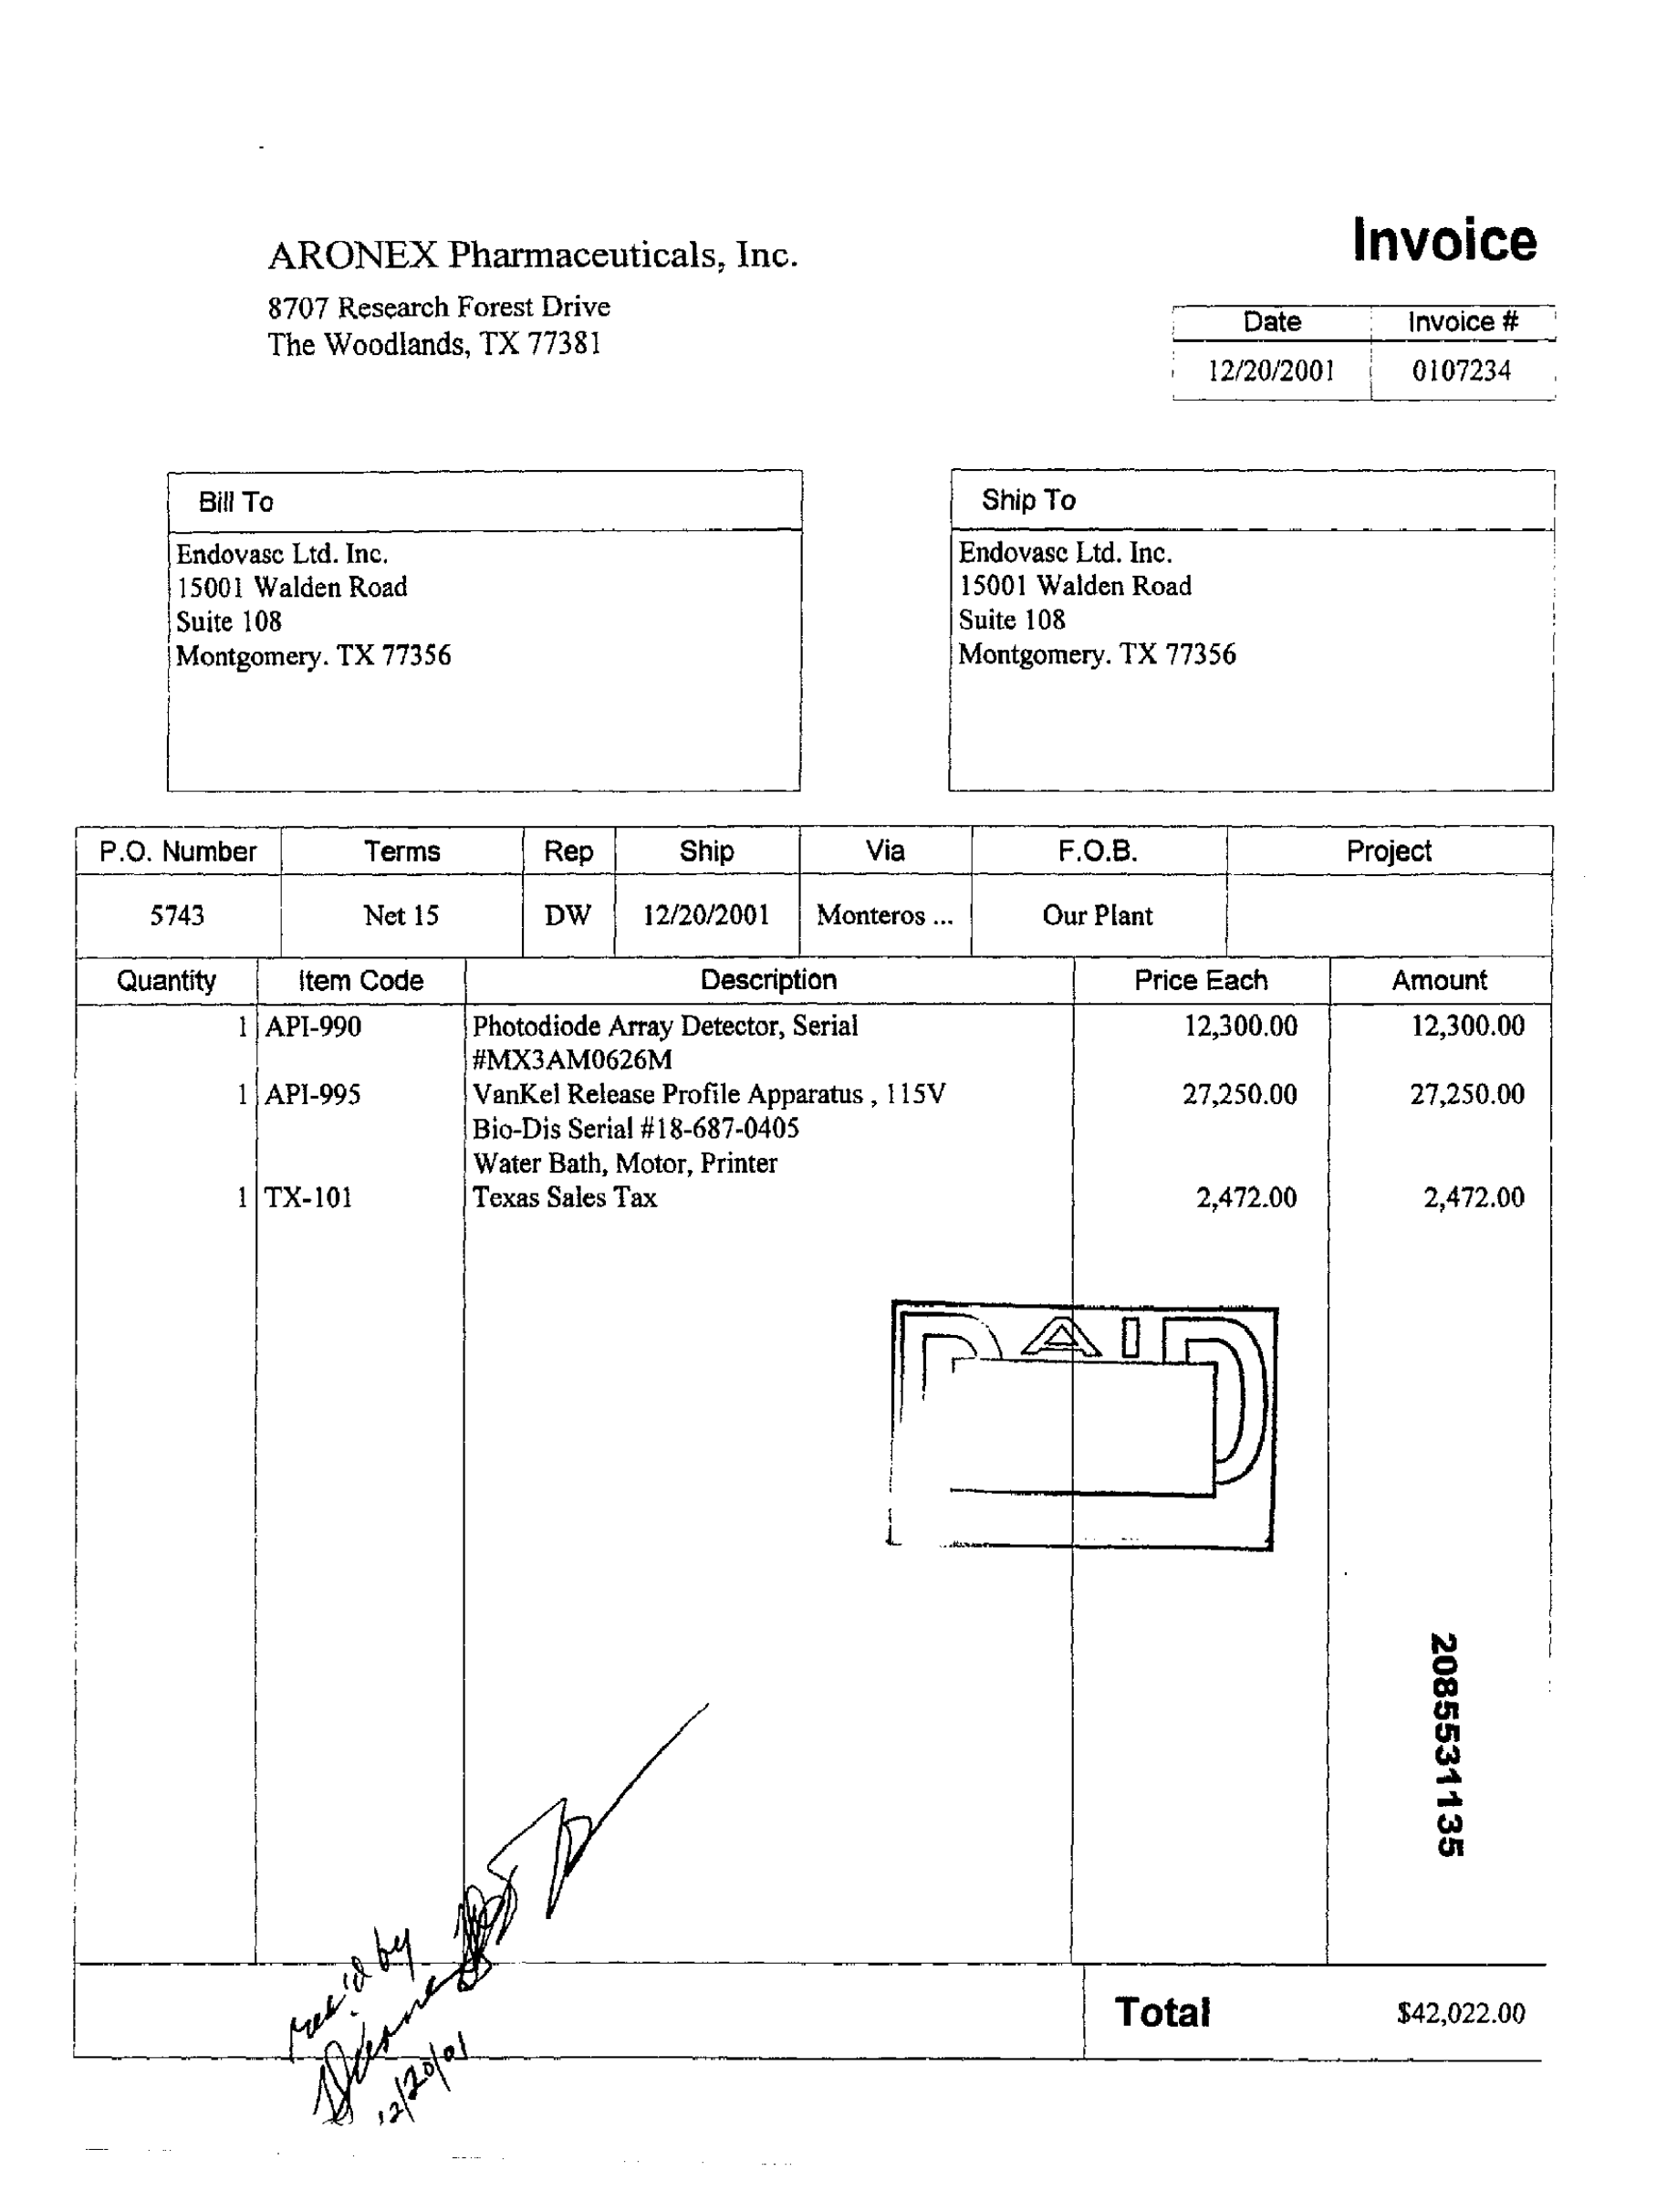 Invoice
ARONEX Pharmaceuticals, Inc.
8707 Research Forest Drive
The Woodlands, TX 77381
Date Invoice #
12/20/2001 0107234
Bill To
Endovasc Ltd. Inc.
15001 Walden Road
Suite 108
Montgomery. TX 77356
Ship To
Endovasc Ltd. Inc.
15001 Walden Road
Suite 108
Montgomery. TX 77356
P.O. Number Terms Rep Ship Via F.O.B. Project
5743 Net 15 DW 12/20/2001 Monteros ... Our Plant
Quantity Item Code Description Price Each Amount
1 API-990 Photodiode Array Detector, Serial 12,300.00 12,300.00
#MX3AM0626M
1 API-995 VanKel Release Profile Apparatus , 115V 27,250.00 27,250.00
Bio-Dis Serial #18-687-0405
Water Bath, Motor, Printer
1 TX-101 Texas Sales Tax 2,472.00 2,472.00
PAID
2085531135
rec'd by
12/20/01
Total $42,022.00